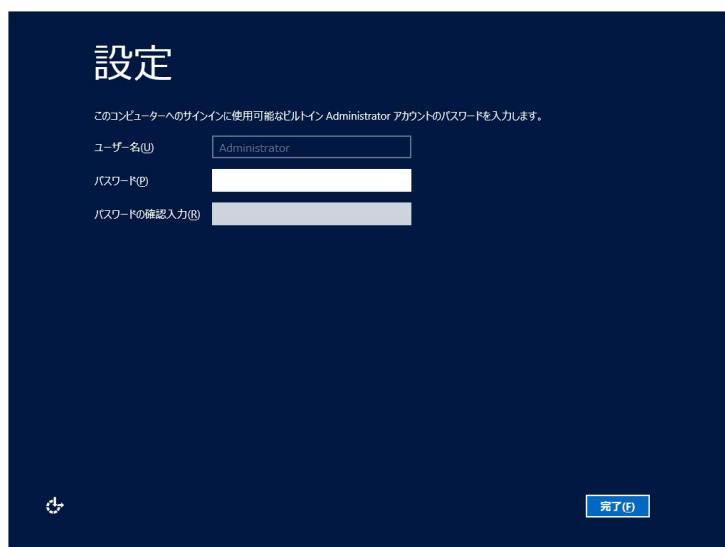 設定
このコンピューターへのサインインに使用可能なビルトイン Administrator アカウントのパスワードを入力します。
ユーザー名(U) Administrator
パスワード(P)
パスワードの確認入力(R)
完了(F)